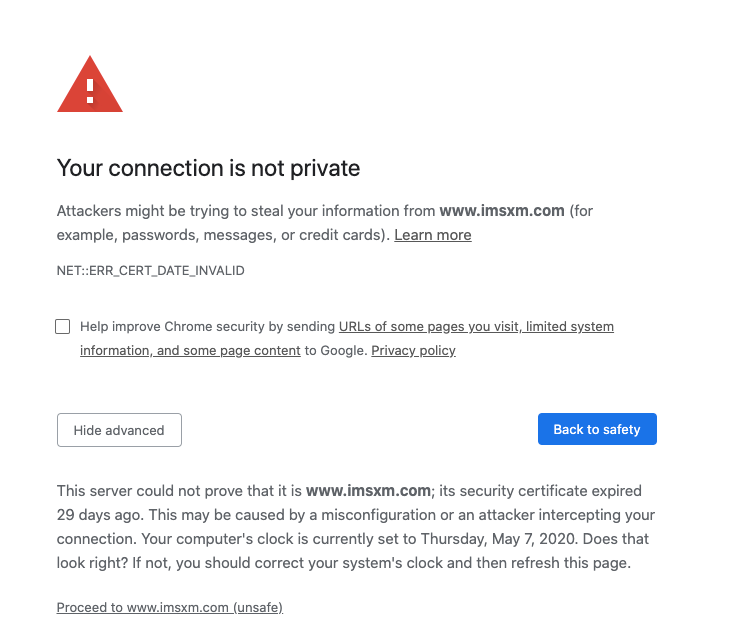 Your connection is not private
Attackers might be trying to steal your information from www.imsxm.com (for
example, passwords, messages, or credit cards). Learn more
NET::ERR_CERT_DATE_INVALID
Help improve Chrome security by sending URLs of some pages you visit, limited system
information, and some page content to Google. Privacy policy
Hide advanced
Back to safety
This server could not prove that it is www.imsxm.com; its security certificate expired
29 days ago. This may be caused by a misconfiguration or an attacker intercepting your
connection. Your computer's clock is currently set to Thursday, May 7, 2020. Does that
look right? If not, you should correct your system's clock and then refresh this page.
Proceed to www.imsxm.com (unsafe)